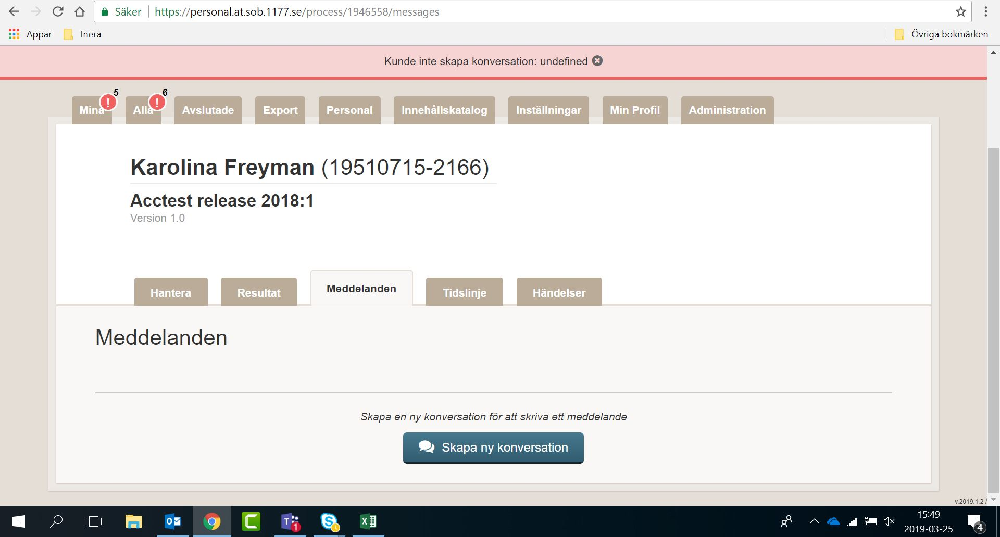 Säker https://personal.at.sob.1177.se/process/1946558/messages
Appar Inera Övriga bokmärken
Kunde inte skapa konversation: undefined
5 6
Mina ! Alla ! Avslutade Export Personal Innehållskatalog Inställningar Min Profil Administration
Karolina Freyman (19510715-2166)
Acctest release 2018:1
Version 1.0
Hantera Resultat Meddelanden Tidslinje Händelser
Meddelanden
Skapa en ny konversation för att skriva ett meddelande
Skapa ny konversation
v.2019.1.2 /
15:49
2019-03-25
1
4